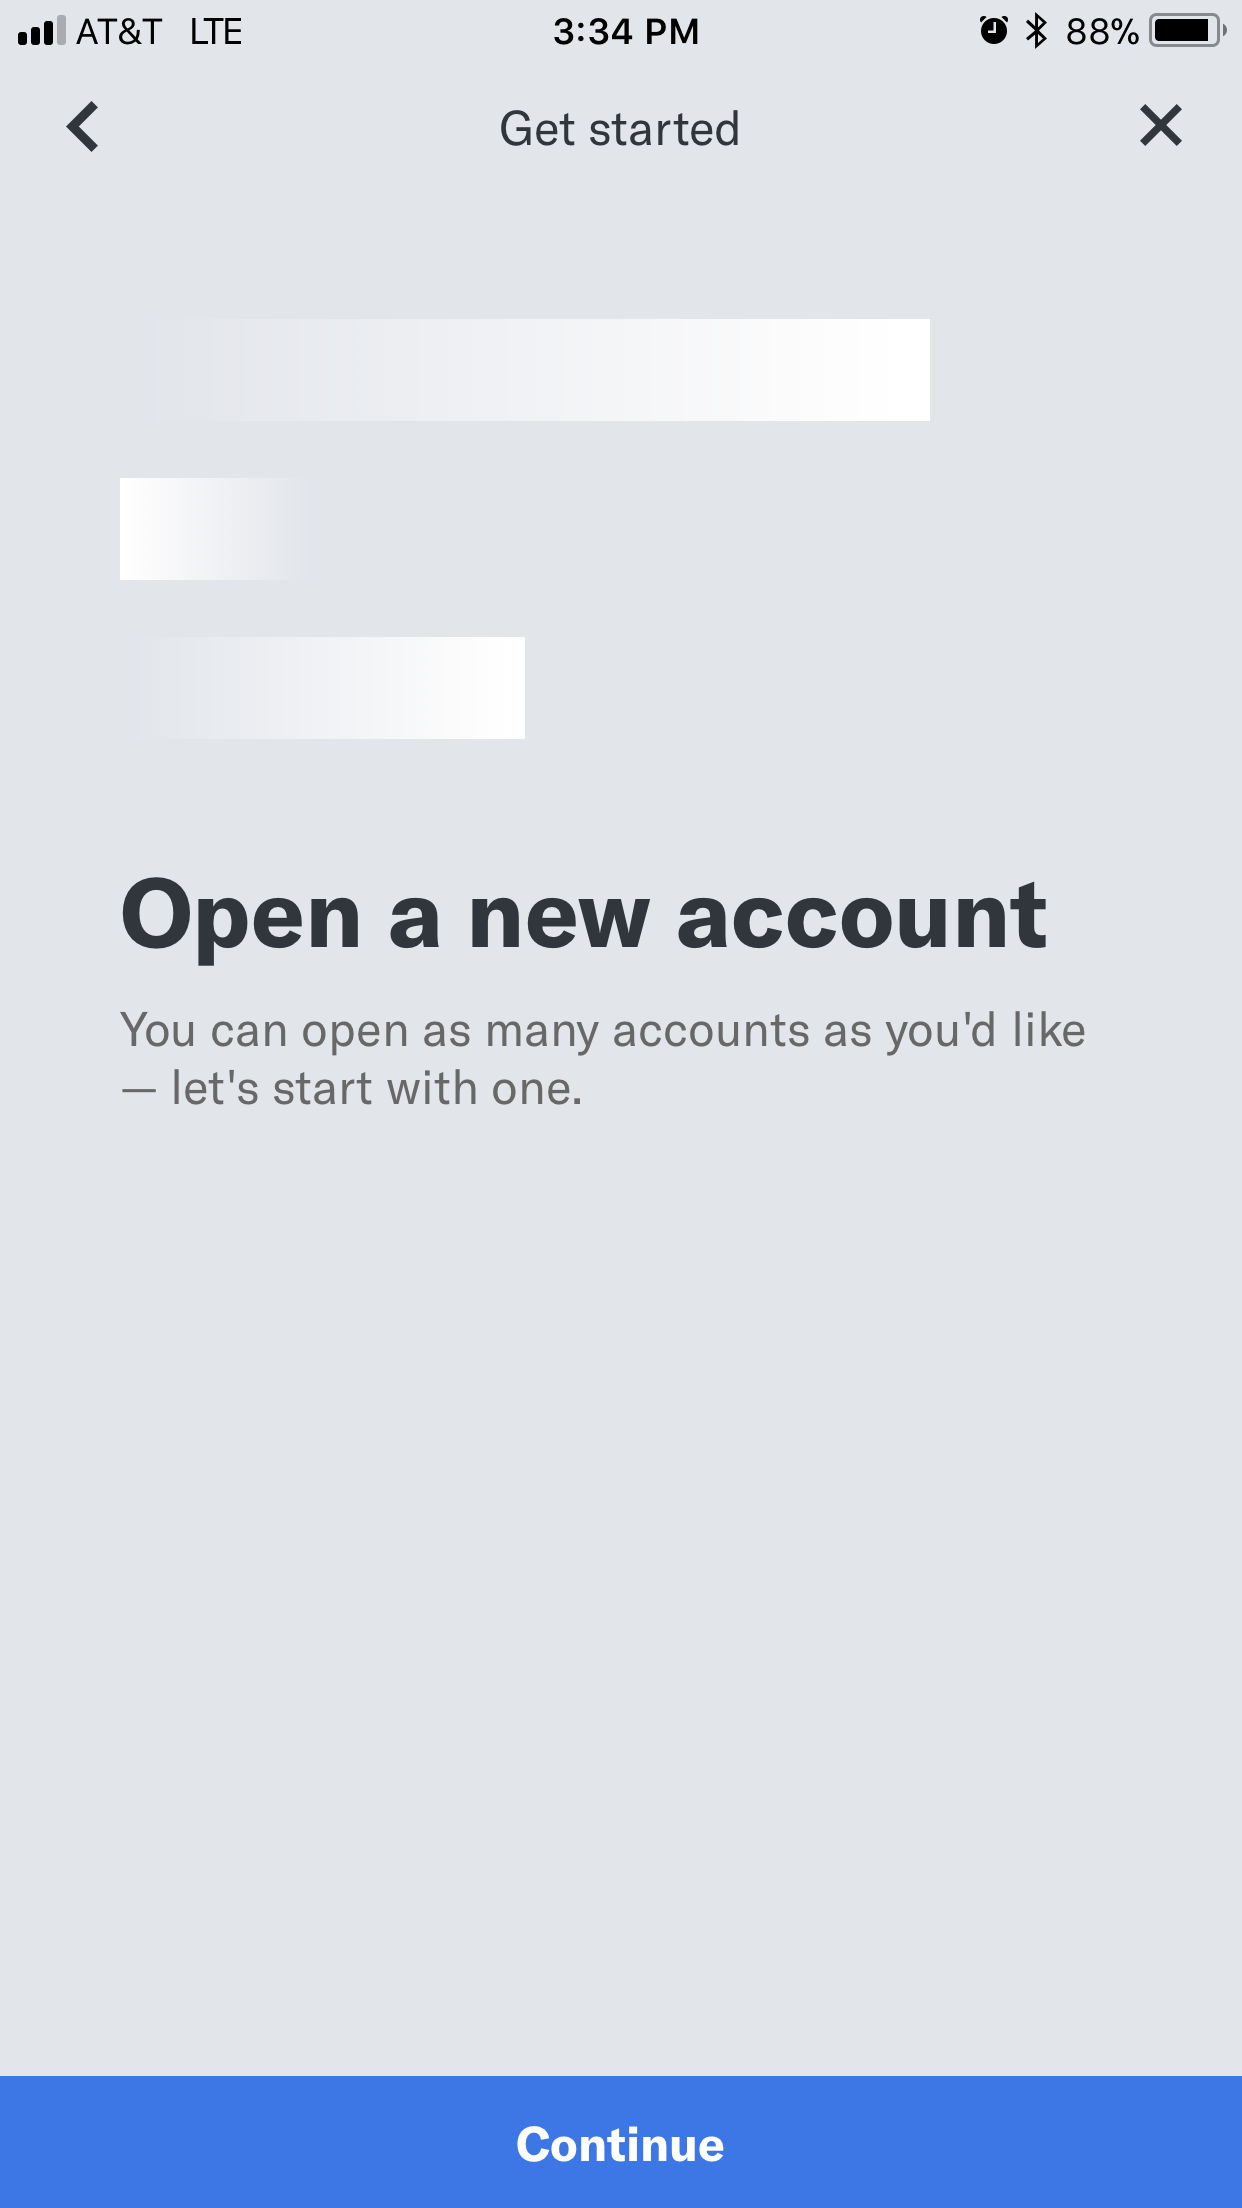 AT&T LTE 3:34 PM 88%
Get started
Open a new account
You can open as many accounts as you'd like
— let's start with one.
Continue